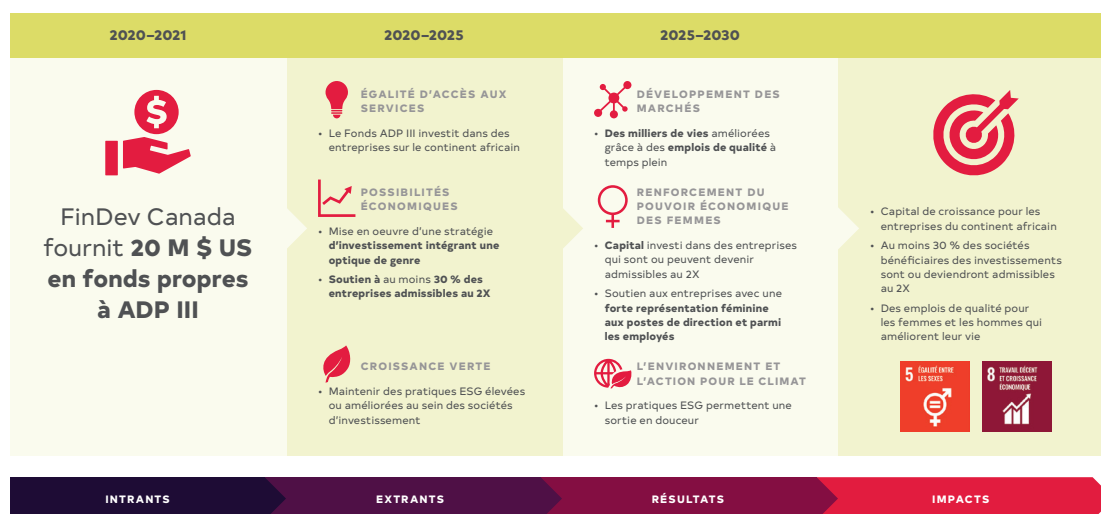 2020–2021
2020–2025
2025–2030
FinDev Canada
fournit 20 M $ US
en fonds propres
à ADP III
ÉGALITÉ D'ACCÈS AUX
SERVICES
• Le Fonds ADP III investit dans des
entreprises sur le continent africain
POSSIBILITÉS
ÉCONOMIQUES
• Mise en oeuvre d'une stratégie
d'investissement intégrant une
optique de genre
• Soutien à au moins 30 % des
entreprises admissibles au 2X
CROISSANCE VERTE
• Maintenir des pratiques ESG élevées
ou améliorées au sein des sociétés
d'investissement
DÉVELOPPEMENT DES
MARCHÉS
• Des milliers de vies améliorées
grâce à des emplois de qualité à
temps plein
RENFORCEMENT DU
POUVOIR ÉCONOMIQUE
DES FEMMES
• Capital investi dans des entreprises
qui sont ou peuvent devenir
admissibles au 2X
• Soutien aux entreprises avec une
forte représentation féminine
aux postes de direction et parmi
les employés
L'ENVIRONNEMENT ET
L'ACTION POUR LE CLIMAT
• Les pratiques ESG permettent une
sortie en douceur
• Capital de croissance pour les
entreprises du continent africain
• Au moins 30 % des sociétés
bénéficiaires des investissements
sont ou deviendront admissibles
au 2X
• Des emplois de qualité pour
les femmes et les hommes qui
améliorent leur vie
5 ÉGALITÉ ENTRE
LES SEXES
8 TRAVAIL DÉCENT
ET CROISSANCE
ÉCONOMIQUE
INTRANTS
EXTRANTS
RÉSULTATS
IMPACTS